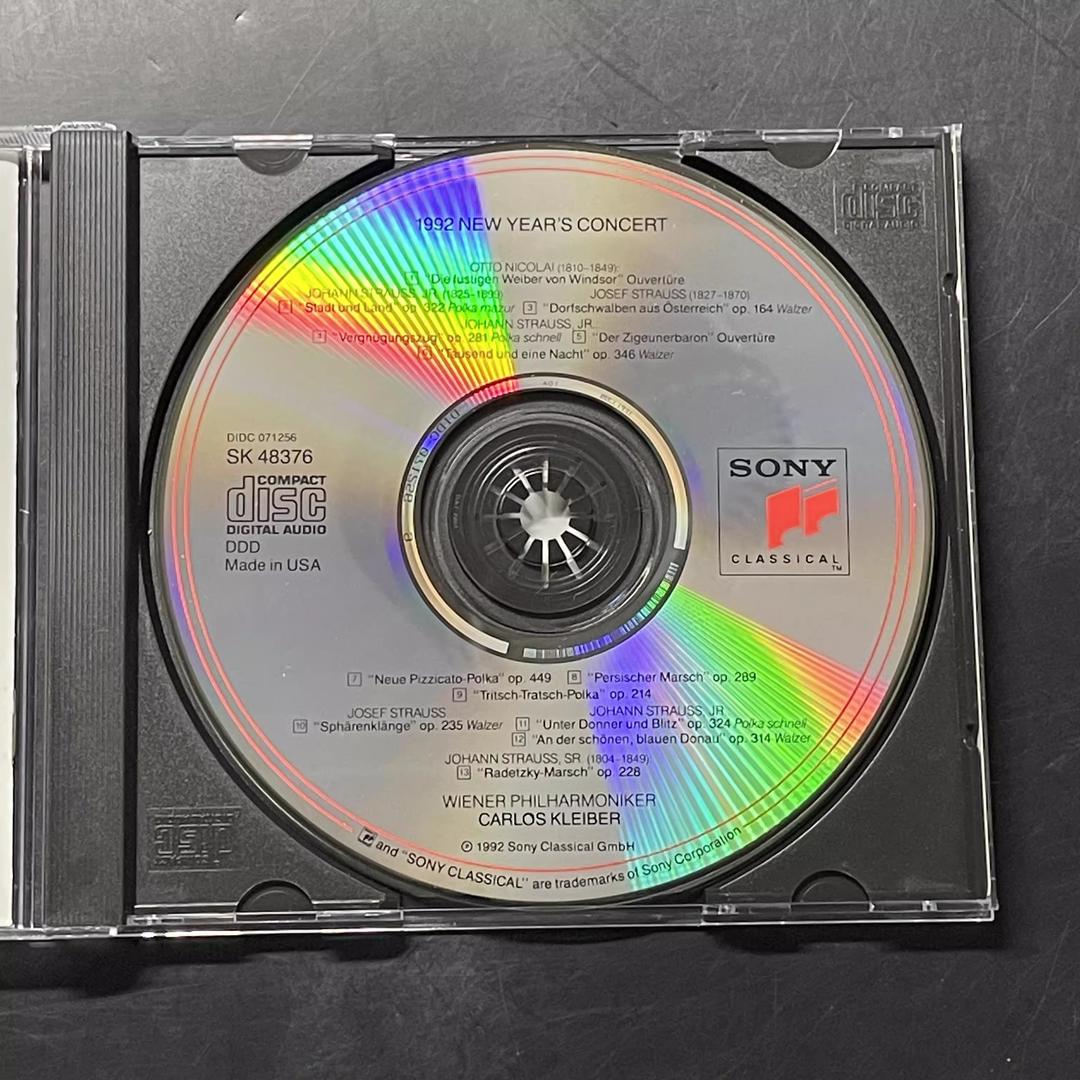 1992 NEW YEAR'S CONCERT
OTTO NICOLAI (1810–1849):
1 "Die lustigen Weiber von Windsor" Ouvertüre
JOHANN STRAUSS, JR. (1825–1899) JOSEF STRAUSS (1827–1870)
2 "Stadt und Land" op. 322 Polka mazur 3 "Dorfschwalben aus Österreich" op. 164 Walzer
JOHANN STRAUSS, JR.
4 "Vergnügungszug" op. 281 Polka schnell 5 "Der Zigeunerbaron" Ouvertüre
6 "Tausend und eine Nacht" op. 346 Walzer
DIDC 071256
SK 48376
COMPACT
disc
DIGITAL AUDIO
DDD
Made in USA
SONY
CLASSICAL™
7 "Neue Pizzicato-Polka" op. 449 8 "Persischer Marsch" op. 289
9 "Tritsch-Tratsch-Polka" op. 214
JOSEF STRAUSS JOHANN STRAUSS, JR.
10 "Sphärenklänge" op. 235 Walzer 11 "Unter Donner und Blitz" op. 324 Polka schnell
12 "An der schönen, blauen Donau" op. 314 Walzer
JOHANN STRAUSS, SR. (1804–1849):
13 "Radetzky-Marsch" op. 228
WIENER PHILHARMONIKER
CARLOS KLEIBER
℗ 1992 Sony Classical GmbH
and "SONY CLASSICAL" are trademarks of Sony Corporation
COMPACT
disc
DIGITAL AUDIO